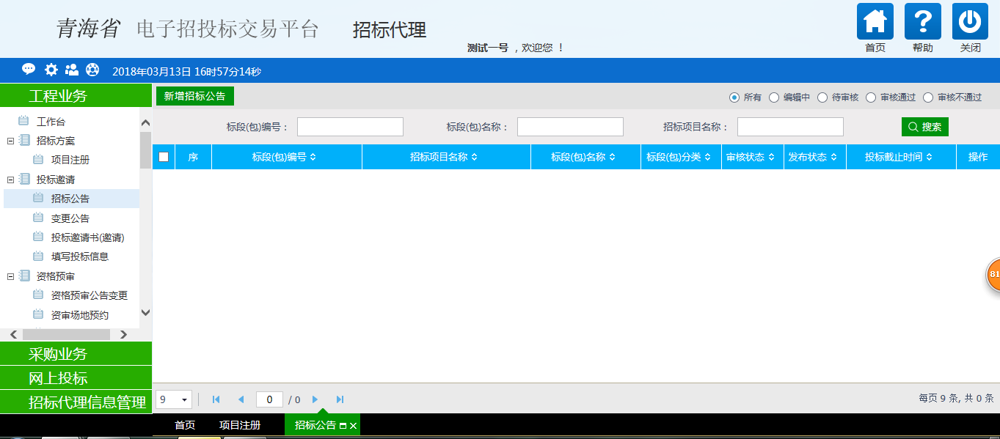 青海省 电子招投标交易平台 招标代理
测试一号 ，欢迎您 ！
首页 帮助 关闭
2018年03月13日 16时57分14秒
工程业务
工作台
招标方案
项目注册
投标邀请
招标公告
变更公告
投标邀请书(邀请)
填写投标信息
资格预审
资格预审公告变更
资审场地预约
采购业务
网上投标
招标代理信息管理
新增招标公告
所有 编辑中 待审核 审核通过 审核不通过
标段(包)编号： 标段(包)名称： 招标项目名称： 搜索
序 标段(包)编号 招标项目名称 标段(包)名称 标段(包)分类 审核状态 发布状态 投标截止时间 操作
81
9 0 / 0 每页 9 条, 共 0 条
首页 项目注册 招标公告